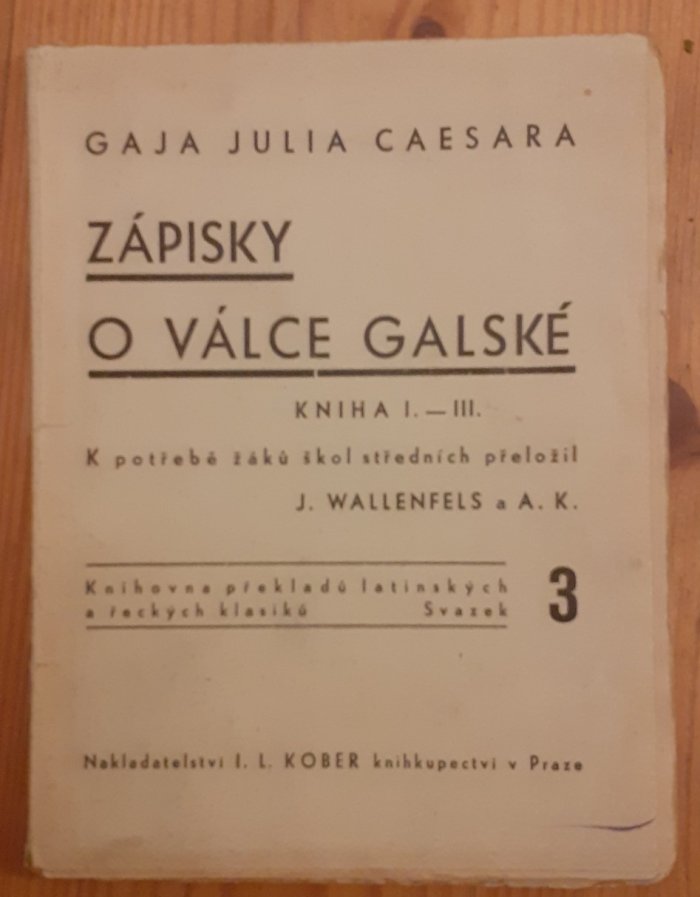 GAJA JULIA CAESARA
ZÁPISKY
O VÁLCE GALSKÉ
KNIHA I. — III.
K potřebě žáků škol středních přeložil
J. WALLENFELS a A. K.
Knihovna překladů latinských
a řeckých klasiků Svazek 3
Nakladatelství I. L. KOBER knihkupectví v Praze